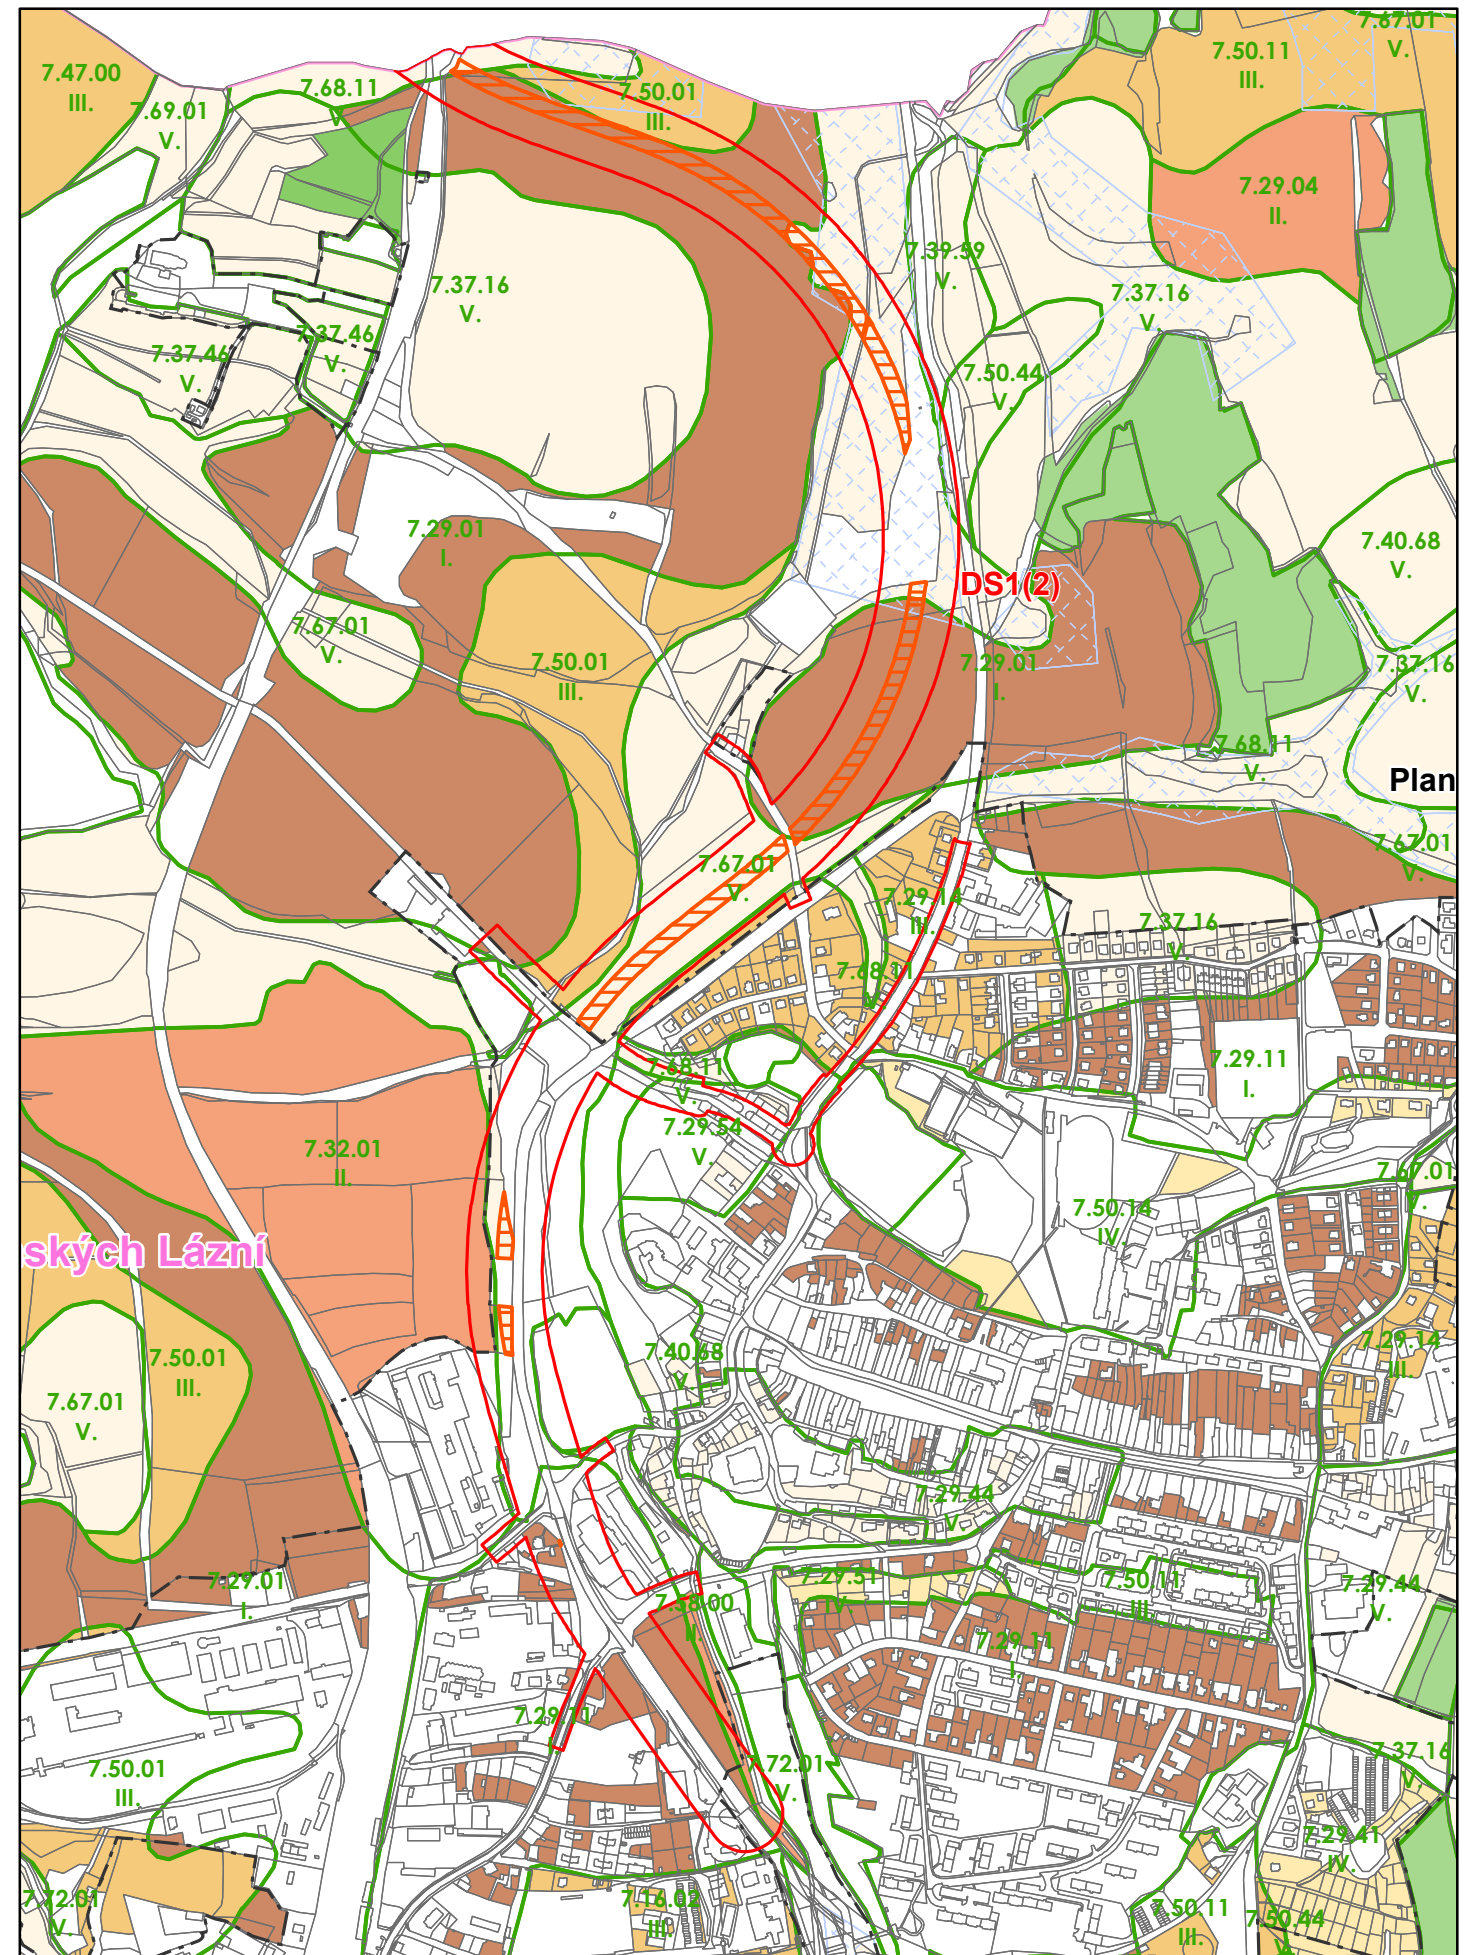 7.67.01
V.
7.50.11
III.
7.47.00
III.
7.68.11
V.
7.50.01
III.
7.69.01
V.
7.29.04
II.
7.39.59
V.
7.37.16
V.
7.37.16
V.
7.37.46
V.
7.37.46
V.
7.50.44
V.
7.29.01
I.
7.40.68
V.
DS1(2)
7.67.01
V.
7.50.01
III.
7.29.01
I.
7.37.16
V.
7.68.11
V.
Plan
7.67.01
V.
7.67.01
V.
7.29.14
III.
7.37.16
V.
7.68.11
V.
7.68.11
V.
7.29.11
I.
7.29.54
V.
7.32.01
II.
7.67.01
V.
7.50.14
IV.
ských Lázní
7.50.01
III.
7.40.68
V.
7.29.14
III.
7.67.01
V.
7.29.44
V.
7.29.01
I.
7.29.51
IV.
7.50.11
III.
7.29.44
V.
7.58.00
II.
7.29.11
I.
7.29.11
I.
7.50.01
III.
7.72.01
V.
7.37.16
V.
7.29.41
IV.
7.72.01
V.
7.16.02
III.
7.50.11
III.
7.50.44
V.